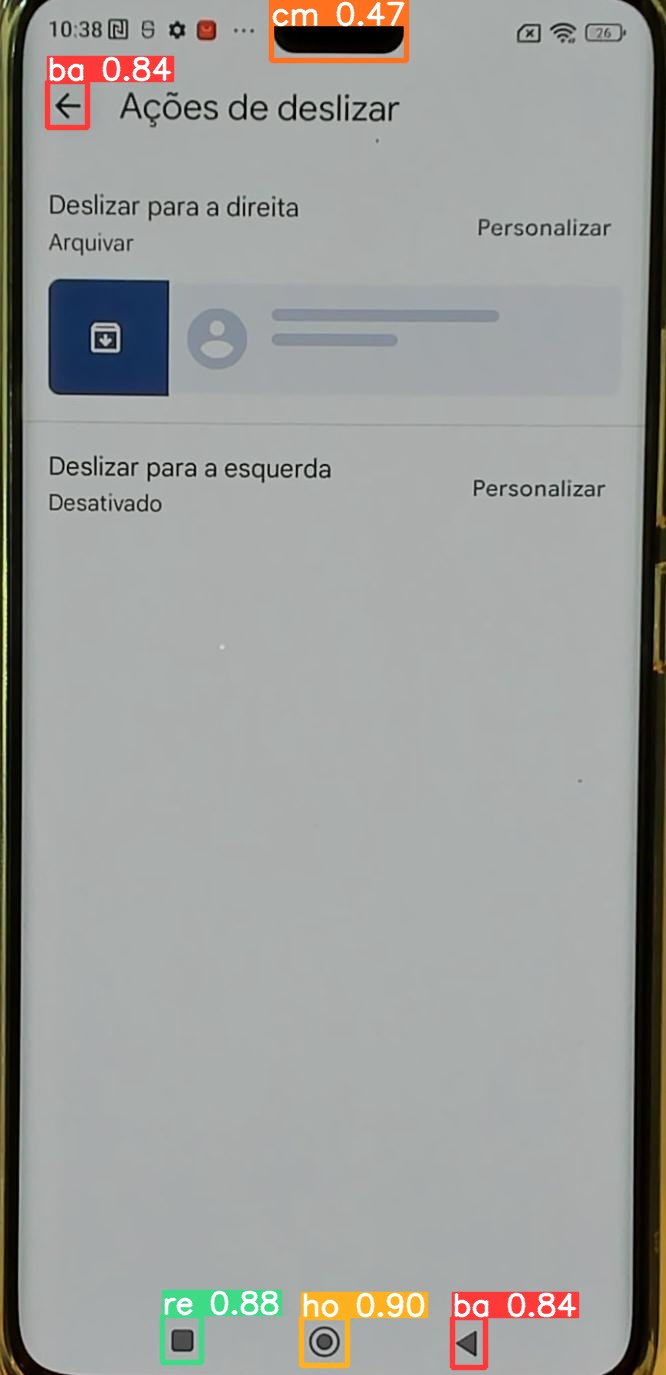 cm 0.47
10:38
26
ba 0.84
Ações de deslizar
Deslizar para a direita
Arquivar
Personalizar
Deslizar para a esquerda
Desativado
Personalizar
re 0.88
ho 0.90
ba 0.84